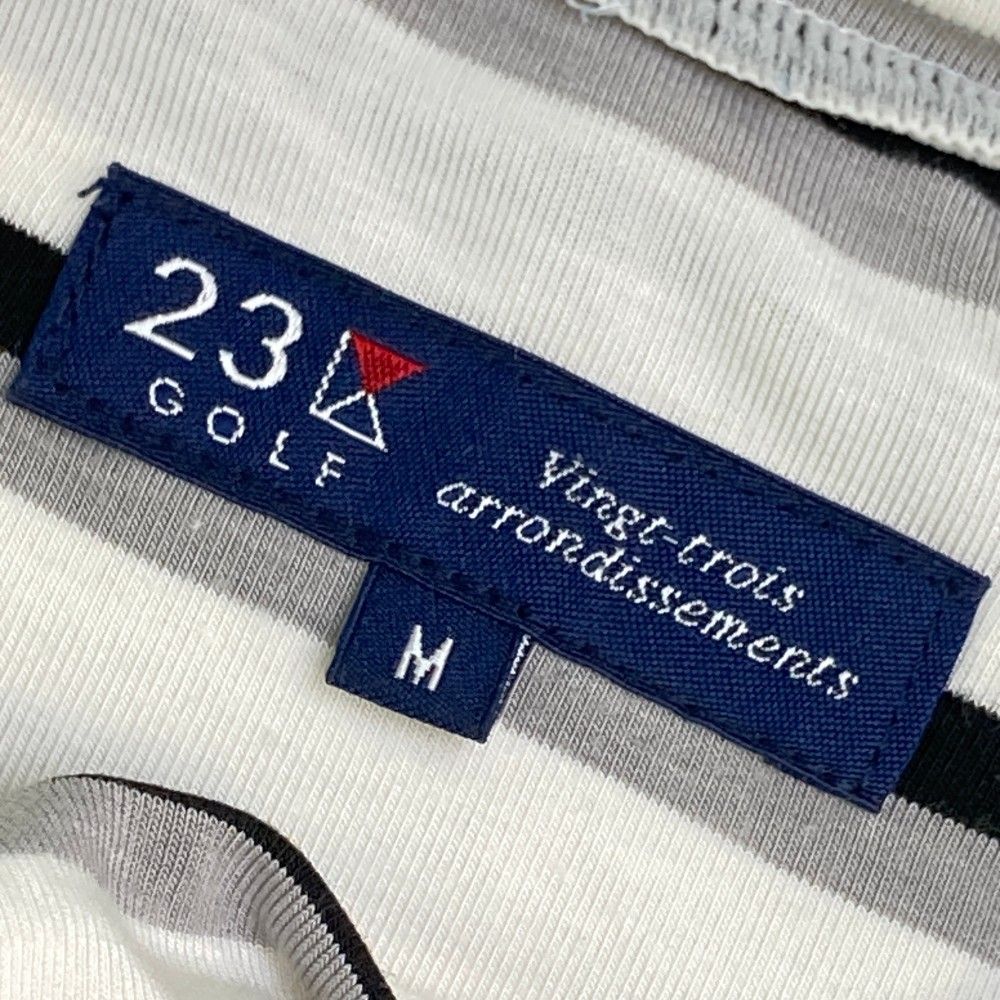 23
GOLF
Vingt-trois
arrondissements
M